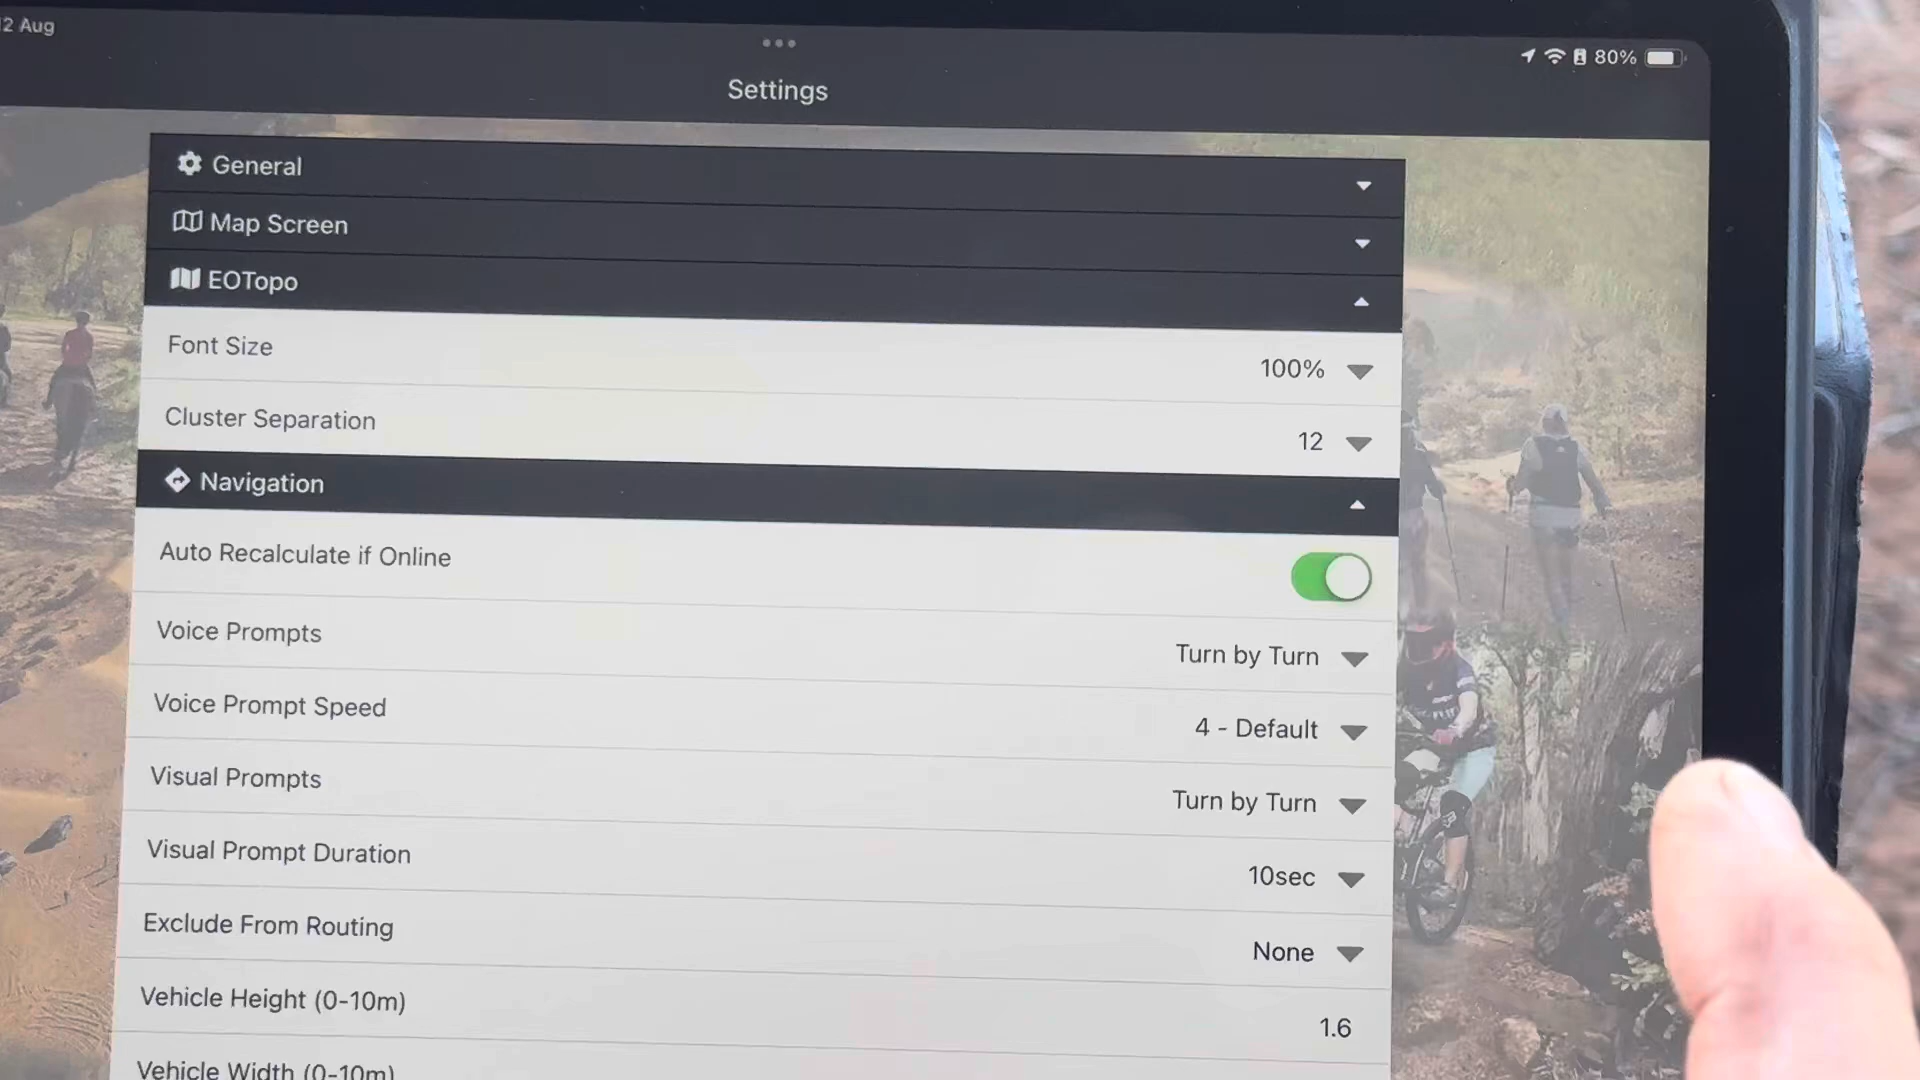 12 Aug
80%
Settings
General
Map Screen
EOTopo
Font Size 100%
Cluster Separation 12
Navigation
Auto Recalculate if Online
Voice Prompts Turn by Turn
Voice Prompt Speed 4 - Default
Visual Prompts Turn by Turn
Visual Prompt Duration 10sec
Exclude From Routing None
Vehicle Height (0-10m) 1.6
Vehicle Width (0-10m)